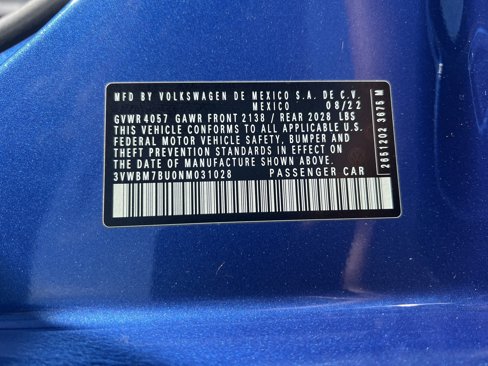 MFD BY VOLKSWAGEN DE MEXICO S.A. DE C.V.
MEXICO 08/22
GVWR 4057 GAWR FRONT 2138 / REAR 2028 LBS
THIS VEHICLE CONFORMS TO ALL APPLICABLE U.S.
FEDERAL MOTOR VEHICLE SAFETY, BUMPER AND
THEFT PREVENTION STANDARDS IN EFFECT ON
THE DATE OF MANUFACTURE SHOWN ABOVE.
3VWBM7BU0NM031028 PASSENGER CAR
2651202 3675 M